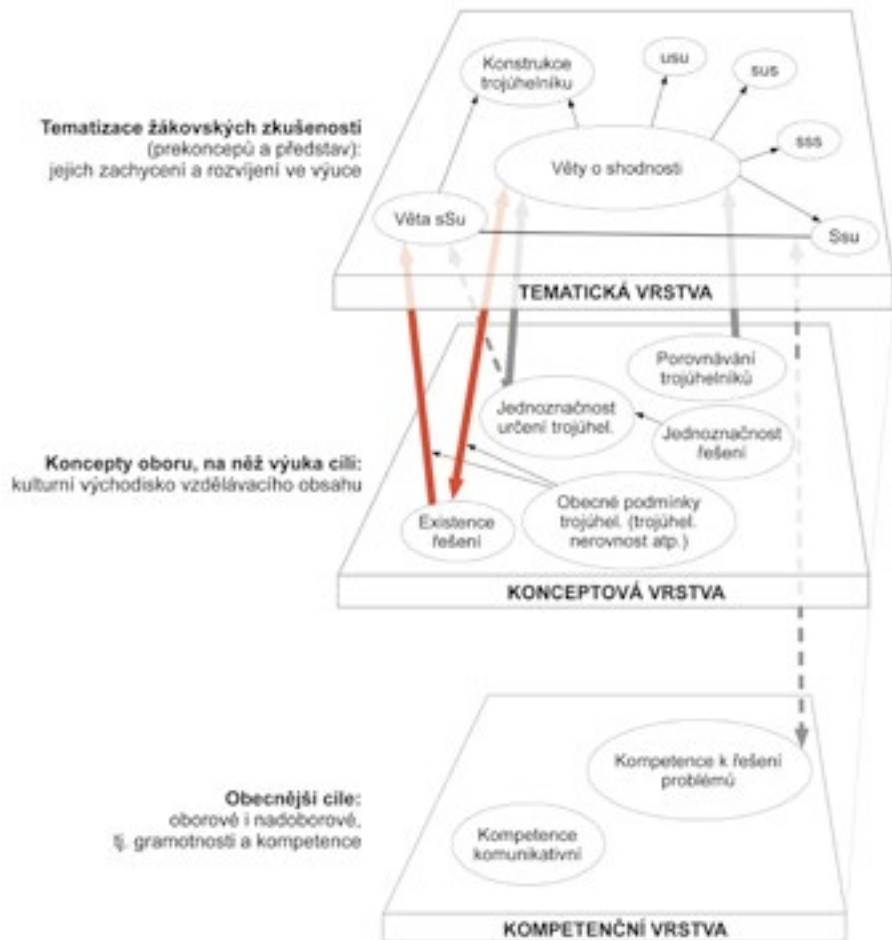 Konstrukce
trojúhelníku
usu
sus
sss
Věty o shodnosti
Věta sSu
Ssu
Tematizace žákovských zkušeností
(prekonceptů a představ):
jejich zachycení a rozvíjení ve výuce
TEMATICKÁ VRSTVA
Porovnávání
trojúhelníků
Jednoznačnost
určení trojúhel.
Jednoznačnost
řešení
Koncepty oboru, na něž výuka cílí:
kulturní východisko vzdělávacího obsahu
Obecné podmínky
trojúhel. (trojúhel.
nerovnost atp.)
Existence
řešení
KONCEPTOVÁ VRSTVA
Kompetence k řešení
problémů
Obecnější cíle:
oborové i nadoborové,
tj. gramotnosti a kompetence
Kompetence
komunikativní
KOMPETENČNÍ VRSTVA